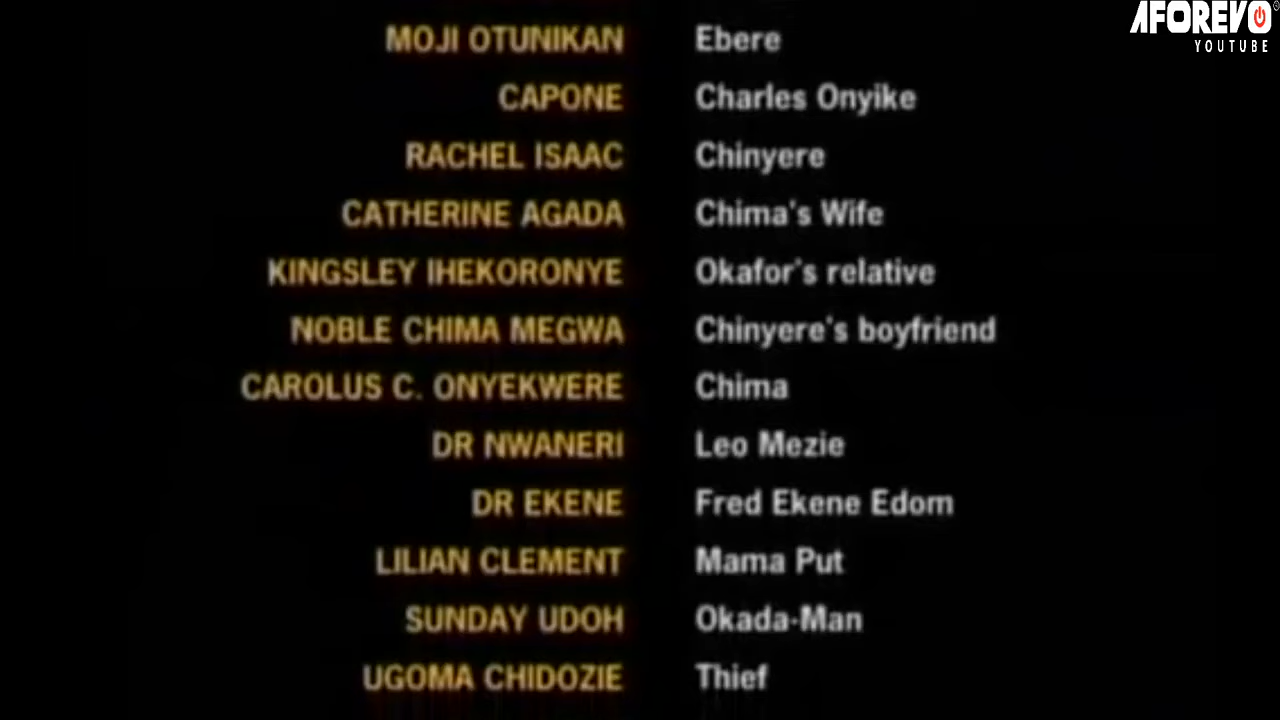 AFOREVO
YOUTUBE
MOJI OTUNIKAN Ebere
CAPONE Charles Onyike
RACHEL ISAAC Chinyere
CATHERINE AGADA Chima's Wife
KINGSLEY IHEKORONYE Okafor's relative
NOBLE CHIMA MEGWA Chinyere's boyfriend
CAROLUS C. ONYEKWERE Chima
DR NWANERI Leo Mezie
DR EKENE Fred Ekene Edom
LILIAN CLEMENT Mama Put
SUNDAY UDOH Okada-Man
UGOMA CHIDOZIE Thief